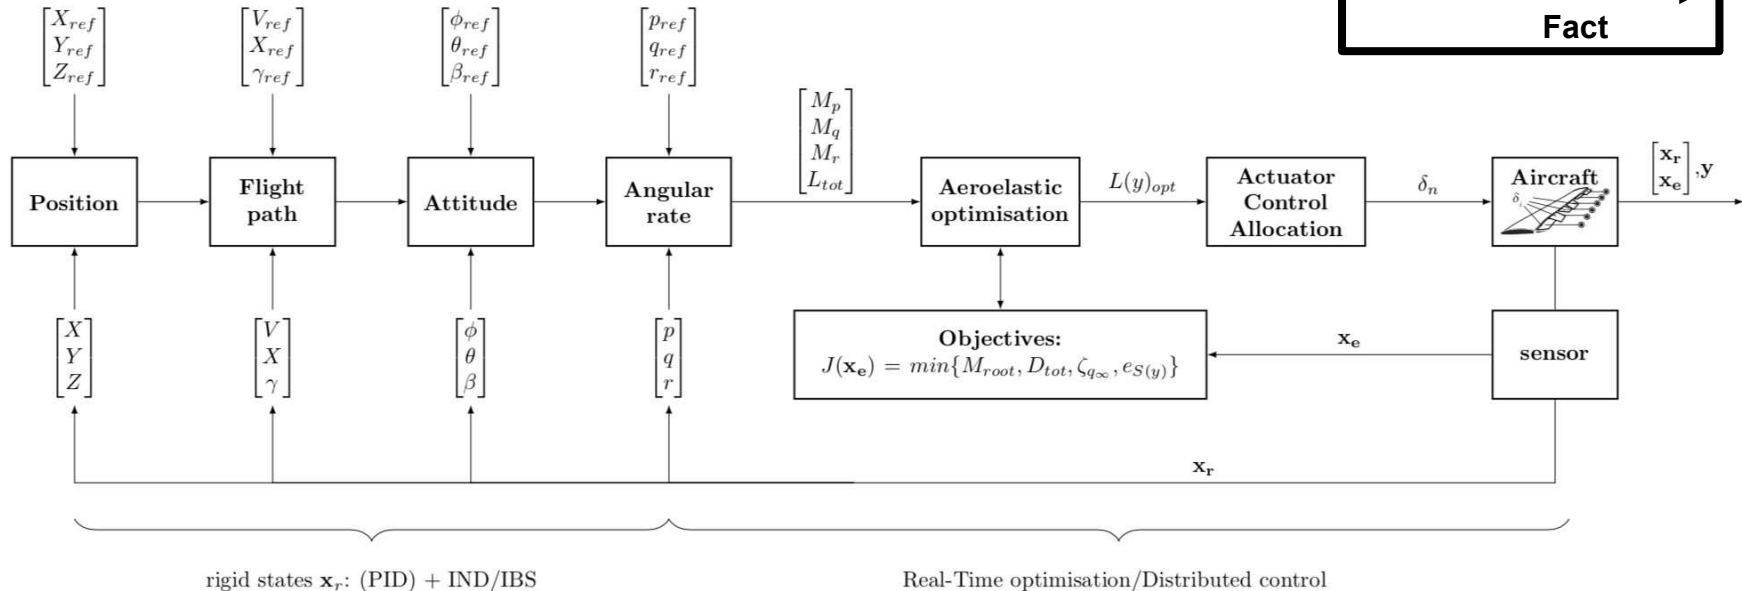 Fact
[X_ref Y_ref Z_ref]
[V_ref X_ref γ_ref]
[ϕ_ref θ_ref β_ref]
[p_ref q_ref r_ref]
[M_p M_q M_r L_tot]
Position
Flight path
Attitude
Angular rate
Aeroelastic optimisation
L(y)_opt
Actuator Control Allocation
δ_n
Aircraft
δ_i
[x_r x_e],y
[X Y Z]
[V X γ]
[ϕ θ β]
[p q r]
Objectives:
J(x_e) = min{M_root, D_tot, ζ_q∞, e_S(y)}
x_e
sensor
x_r
rigid states x_r: (PID) + IND/IBS
Real-Time optimisation/Distributed control